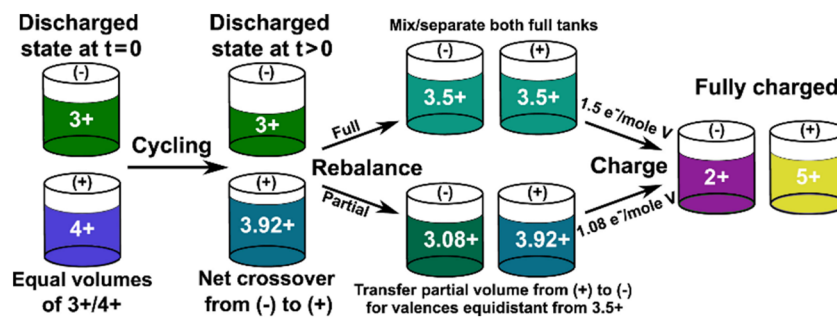 Discharged
state at t=0
(-)
3+
(+)
4+
Equal volumes
of 3+/4+
Cycling
Discharged
state at t>0
(-)
3+
(+)
3.92+
Net crossover
from (-) to (+)
Full
Rebalance
Partial
Mix/separate both full tanks
(-)
(+)
3.5+
3.5+
(-)
(+)
3.08+
3.92+
Transfer partial volume from (+) to (-)
for valences equidistant from 3.5+
1.5 e⁻/mole V
Charge
1.08 e⁻/mole V
Fully charged
(-)
(+)
2+
5+